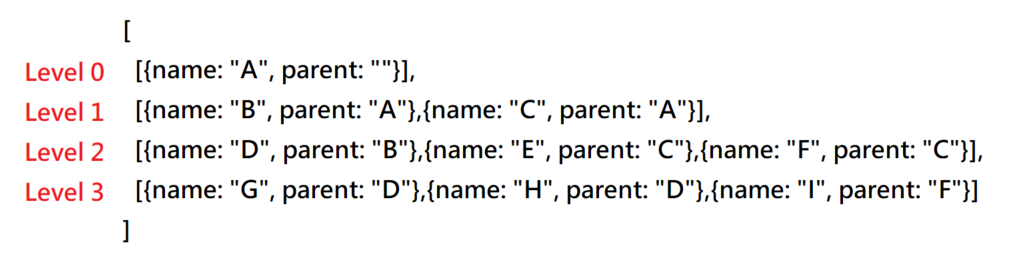 [
Level 0 [{name: "A", parent: ""}],
Level 1 [{name: "B", parent: "A"},{name: "C", parent: "A"}],
Level 2 [{name: "D", parent: "B"},{name: "E", parent: "C"},{name: "F", parent: "C"}],
Level 3 [{name: "G", parent: "D"},{name: "H", parent: "D"},{name: "I", parent: "F"}]
]